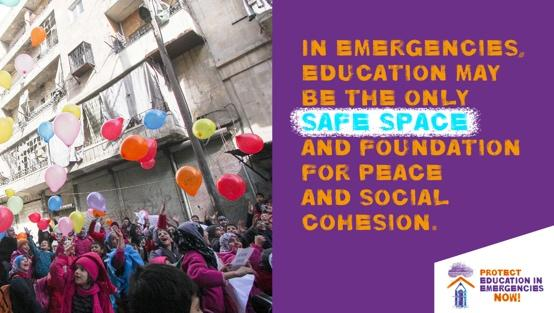 IN EMERGENCIES,
EDUCATION MAY
BE THE ONLY
SAFE SPACE
AND FOUNDATION
FOR PEACE
AND SOCIAL
COHESION.
PROTECT
EDUCATION IN
EMERGENCIES
NOW!